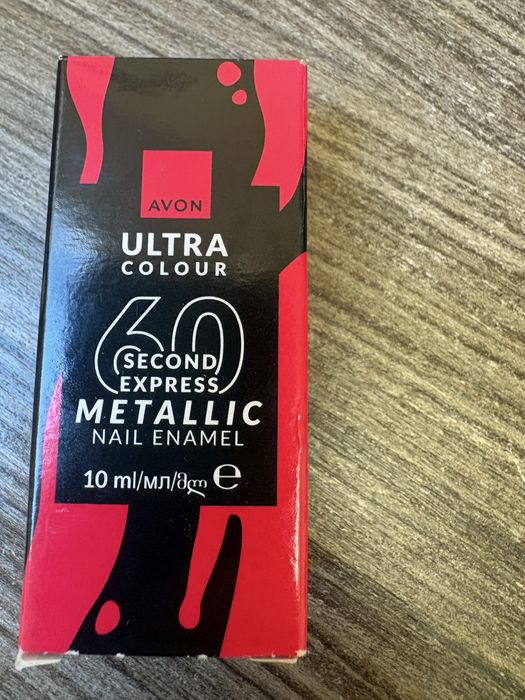 AVON
ULTRA
COLOUR
60
SECOND
EXPRESS
METALLIC
NAIL ENAMEL
10 ml/мл/მლ ℮